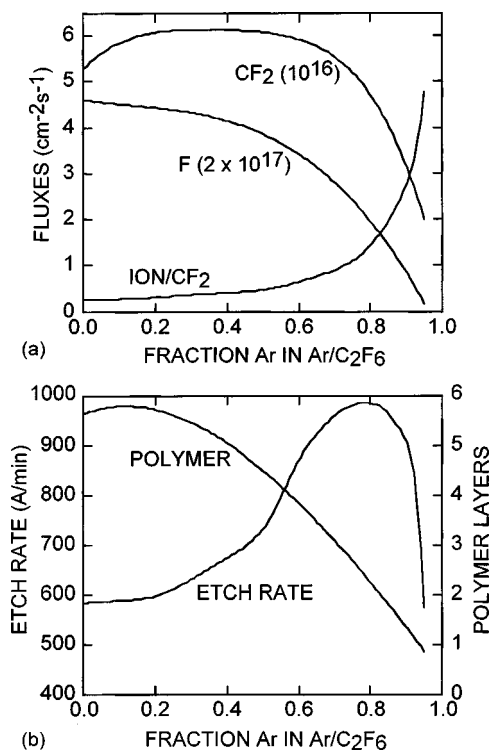 6
5
4
3
2
1
0
FLUXES (cm-2s-1)
CF2 (10^16)
F (2 x 10^17)
ION/CF2
0.0 0.2 0.4 0.6 0.8 1.0
(a) FRACTION Ar IN Ar/C2F6
1000
900
800
700
600
500
400
ETCH RATE (A/min)
POLYMER
ETCH RATE
6
5
4
3
2
1
0
POLYMER LAYERS
0.0 0.2 0.4 0.6 0.8 1.0
(b) FRACTION Ar IN Ar/C2F6